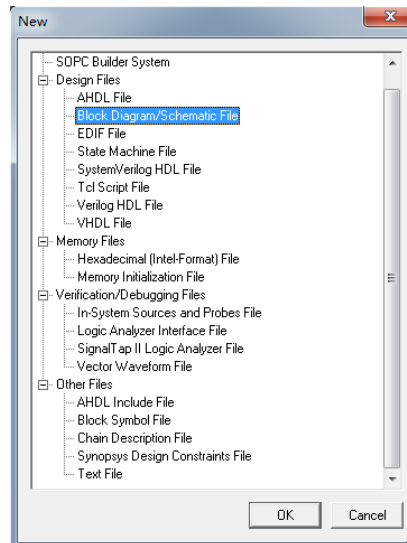 New
SOPC Builder System
Design Files
AHDL File
Block Diagram/Schematic File
EDIF File
State Machine File
SystemVerilog HDL File
Tcl Script File
Verilog HDL File
VHDL File
Memory Files
Hexadecimal (Intel-Format) File
Memory Initialization File
Verification/Debugging Files
In-System Sources and Probes File
Logic Analyzer Interface File
SignalTap II Logic Analyzer File
Vector Waveform File
Other Files
AHDL Include File
Block Symbol File
Chain Description File
Synopsys Design Constraints File
Text File
OK Cancel